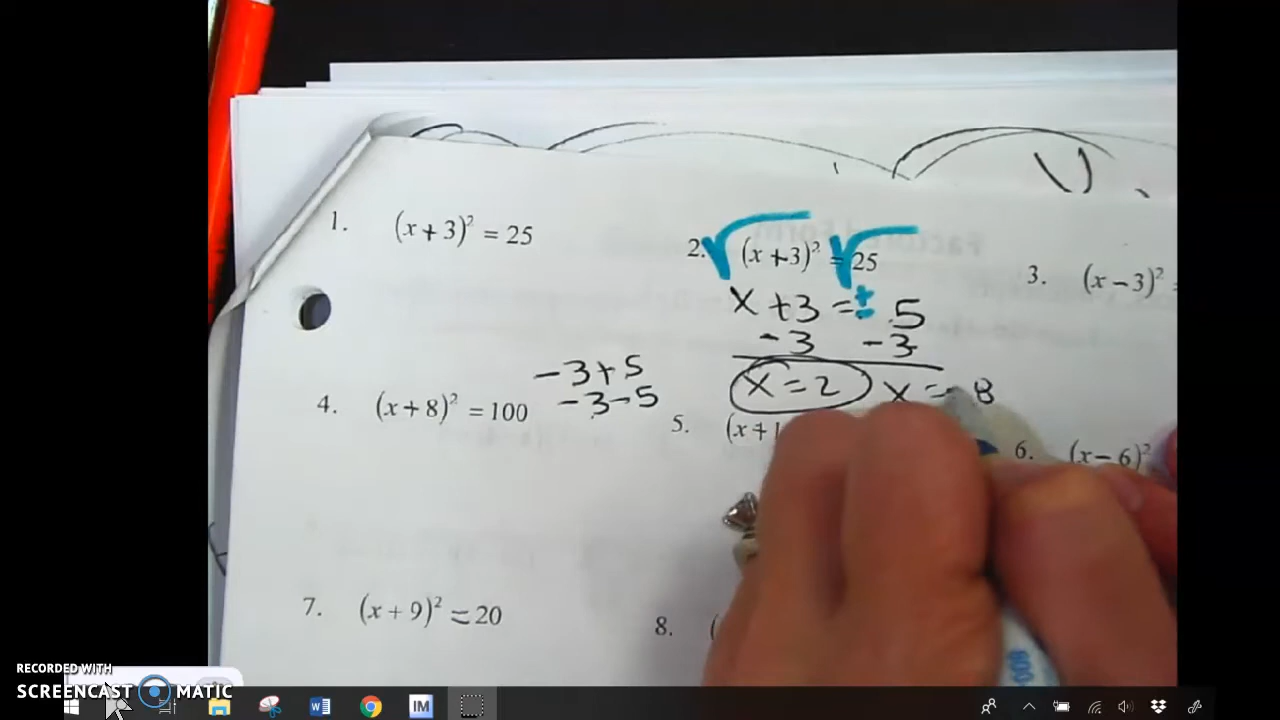 1. (x + 3)² = 25
2. (x + 3)² = 25
x + 3 = ± 5
- 3 - 3
x = 2 x = - 8
3. (x - 3)²
4. (x + 8)² = 100
- 3 + 5
- 3 - 5
5. (x + 1
6. (x - 6)²
7. (x + 9)² = 20
8. (
RECORDED WITH
SCREENCAST MATIC
W
IM